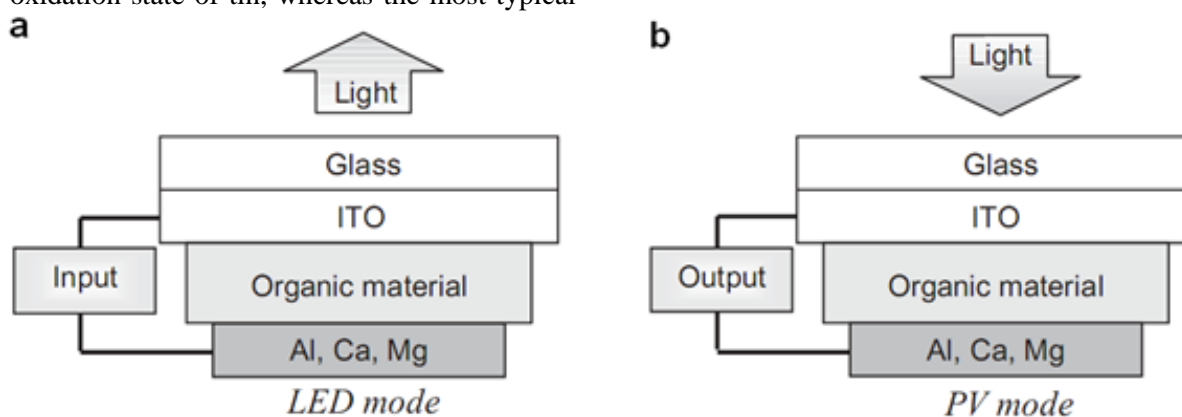 oxidation state of tin, whereas the most typical
a
Light
Glass
ITO
Input
Organic material
Al, Ca, Mg
LED mode
b
Light
Glass
ITO
Output
Organic material
Al, Ca, Mg
PV mode